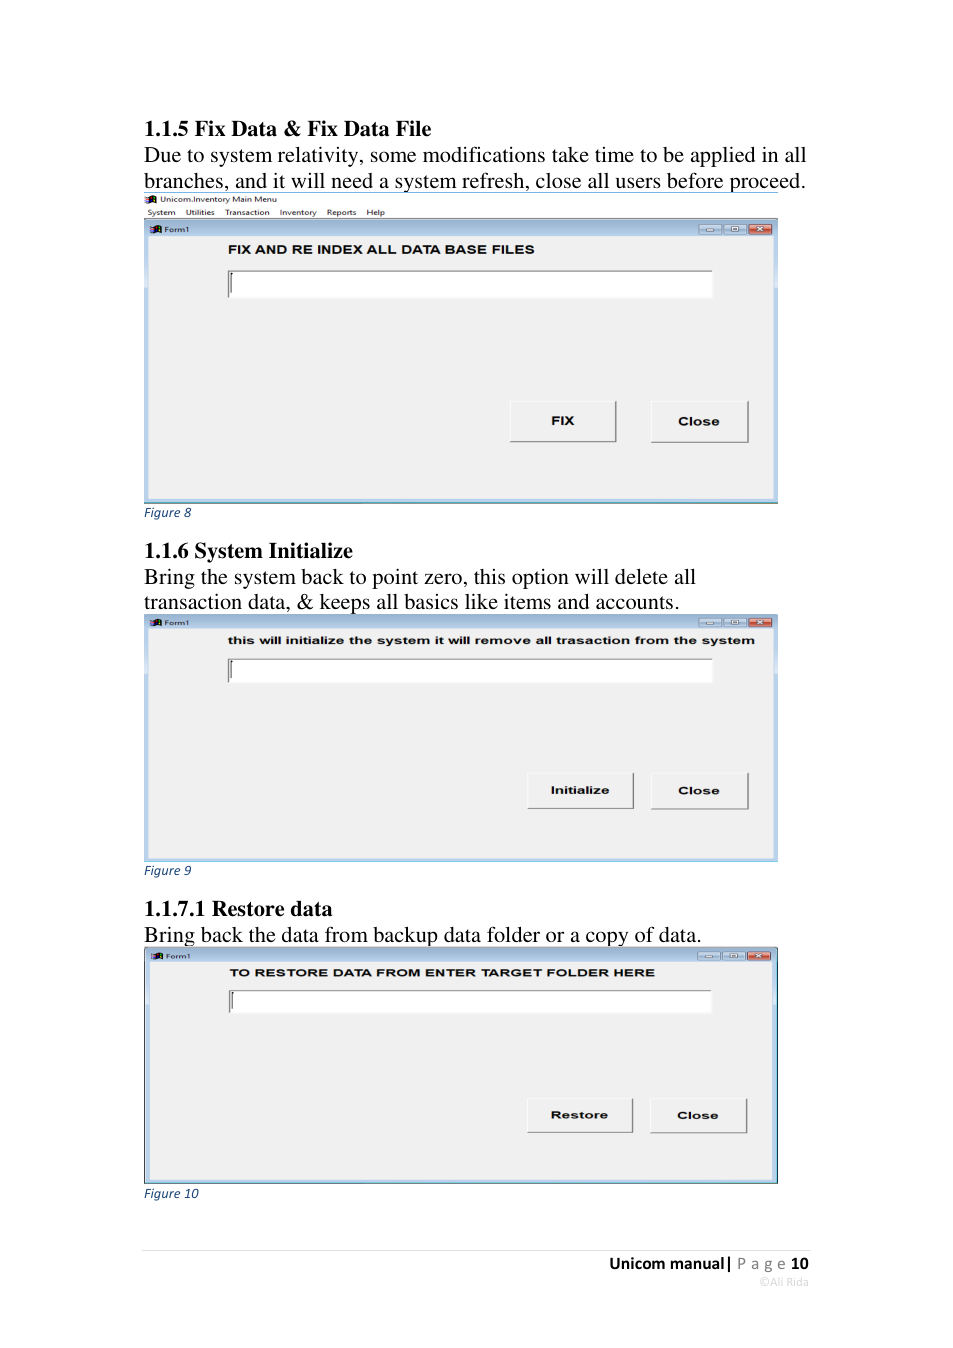 1.1.5 Fix Data & Fix Data File
Due to system relativity, some modifications take time to be applied in all
branches, and it will need a system refresh, close all users before proceed.
Unicom.Inventory Main Menu
System Utilities Transaction Inventory Reports Help
Form1
FIX AND RE INDEX ALL DATA BASE FILES
FIX Close
Figure 8
1.1.6 System Initialize
Bring the system back to point zero, this option will delete all
transaction data, & keeps all basics like items and accounts.
Form1
this will initialize the system it will remove all trasaction from the system
Initialize Close
Figure 9
1.1.7.1 Restore data
Bring back the data from backup data folder or a copy of data.
Form1
TO RESTORE DATA FROM ENTER TARGET FOLDER HERE
Restore Close
Figure 10
Unicom manual| P a g e 10
©Ali Rida